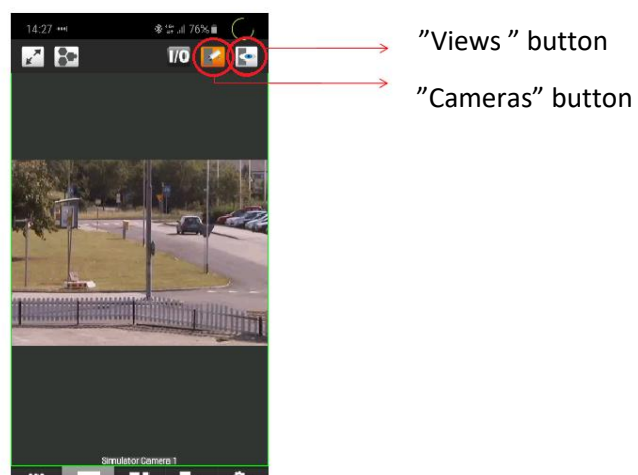 14:27
76%
I/O
”Views ” button
”Cameras” button
Simulator Camera 1